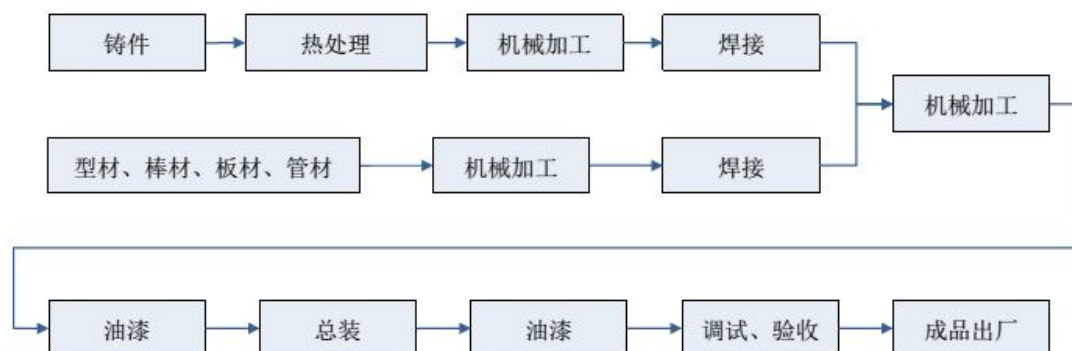 铸件
热处理
机械加工
焊接
机械加工
型材、棒材、板材、管材
机械加工
焊接
油漆
总装
油漆
调试、验收
成品出厂